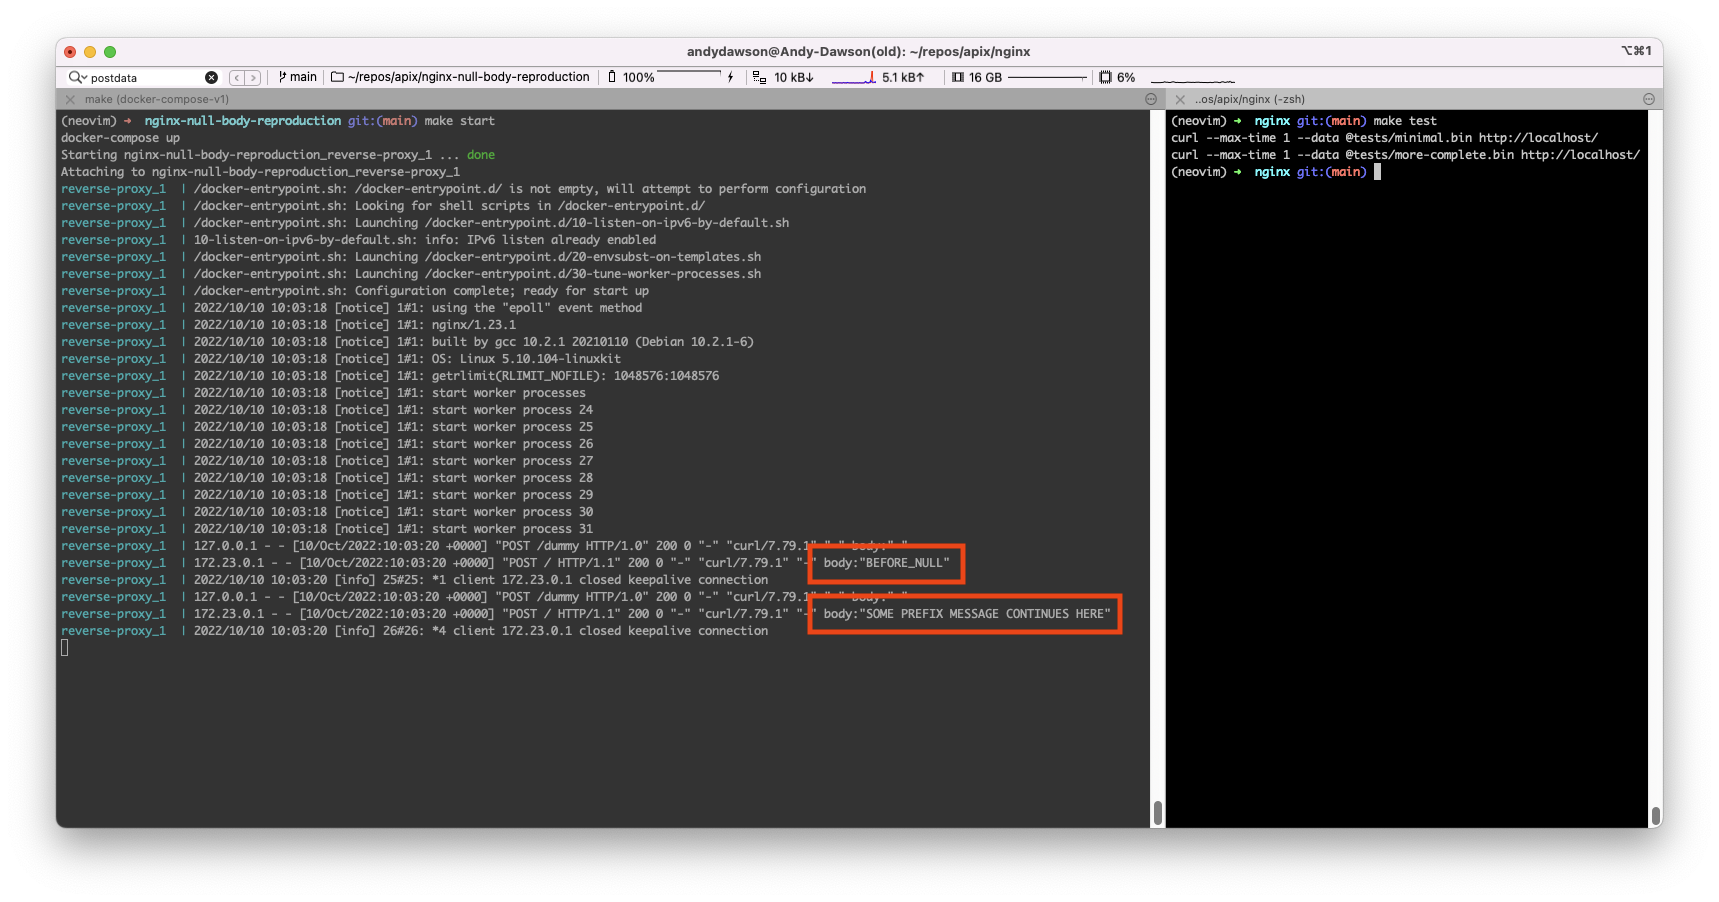 andydawson@Andy-Dawson(old): ~/repos/apix/nginx
⌥⌘1
postdata
main
~/repos/apix/nginx-null-body-reproduction
100%
10 kB↓
5.1 kB↑
16 GB
6%
make (docker-compose-v1)
(neovim) ➜ nginx-null-body-reproduction git:(main) make start
docker-compose up
Starting nginx-null-body-reproduction_reverse-proxy_1 ... done
Attaching to nginx-null-body-reproduction_reverse-proxy_1
reverse-proxy_1 | /docker-entrypoint.sh: /docker-entrypoint.d/ is not empty, will attempt to perform configuration
reverse-proxy_1 | /docker-entrypoint.sh: Looking for shell scripts in /docker-entrypoint.d/
reverse-proxy_1 | /docker-entrypoint.sh: Launching /docker-entrypoint.d/10-listen-on-ipv6-by-default.sh
reverse-proxy_1 | 10-listen-on-ipv6-by-default.sh: info: IPv6 listen already enabled
reverse-proxy_1 | /docker-entrypoint.sh: Launching /docker-entrypoint.d/20-envsubst-on-templates.sh
reverse-proxy_1 | /docker-entrypoint.sh: Launching /docker-entrypoint.d/30-tune-worker-processes.sh
reverse-proxy_1 | /docker-entrypoint.sh: Configuration complete; ready for start up
reverse-proxy_1 | 2022/10/10 10:03:18 [notice] 1#1: using the "epoll" event method
reverse-proxy_1 | 2022/10/10 10:03:18 [notice] 1#1: nginx/1.23.1
reverse-proxy_1 | 2022/10/10 10:03:18 [notice] 1#1: built by gcc 10.2.1 20210110 (Debian 10.2.1-6)
reverse-proxy_1 | 2022/10/10 10:03:18 [notice] 1#1: OS: Linux 5.10.104-linuxkit
reverse-proxy_1 | 2022/10/10 10:03:18 [notice] 1#1: getrlimit(RLIMIT_NOFILE): 1048576:1048576
reverse-proxy_1 | 2022/10/10 10:03:18 [notice] 1#1: start worker processes
reverse-proxy_1 | 2022/10/10 10:03:18 [notice] 1#1: start worker process 24
reverse-proxy_1 | 2022/10/10 10:03:18 [notice] 1#1: start worker process 25
reverse-proxy_1 | 2022/10/10 10:03:18 [notice] 1#1: start worker process 26
reverse-proxy_1 | 2022/10/10 10:03:18 [notice] 1#1: start worker process 27
reverse-proxy_1 | 2022/10/10 10:03:18 [notice] 1#1: start worker process 28
reverse-proxy_1 | 2022/10/10 10:03:18 [notice] 1#1: start worker process 29
reverse-proxy_1 | 2022/10/10 10:03:18 [notice] 1#1: start worker process 30
reverse-proxy_1 | 2022/10/10 10:03:18 [notice] 1#1: start worker process 31
reverse-proxy_1 | 127.0.0.1 - - [10/Oct/2022:10:03:20 +0000] "POST /dummy HTTP/1.0" 200 0 "-" "curl/7.79.1" "-" body:"-"
reverse-proxy_1 | 172.23.0.1 - - [10/Oct/2022:10:03:20 +0000] "POST / HTTP/1.1" 200 0 "-" "curl/7.79.1" "-" body:"BEFORE_NULL"
reverse-proxy_1 | 2022/10/10 10:03:20 [info] 25#25: *1 client 172.23.0.1 closed keepalive connection
reverse-proxy_1 | 127.0.0.1 - - [10/Oct/2022:10:03:20 +0000] "POST /dummy HTTP/1.0" 200 0 "-" "curl/7.79.1" "-" body:"-"
reverse-proxy_1 | 172.23.0.1 - - [10/Oct/2022:10:03:20 +0000] "POST / HTTP/1.1" 200 0 "-" "curl/7.79.1" "-" body:"SOME PREFIX MESSAGE CONTINUES HERE"
reverse-proxy_1 | 2022/10/10 10:03:20 [info] 26#26: *4 client 172.23.0.1 closed keepalive connection
..os/apix/nginx (-zsh)
(neovim) ➜ nginx git:(main) make test
curl --max-time 1 --data @tests/minimal.bin http://localhost/
curl --max-time 1 --data @tests/more-complete.bin http://localhost/
(neovim) ➜ nginx git:(main)